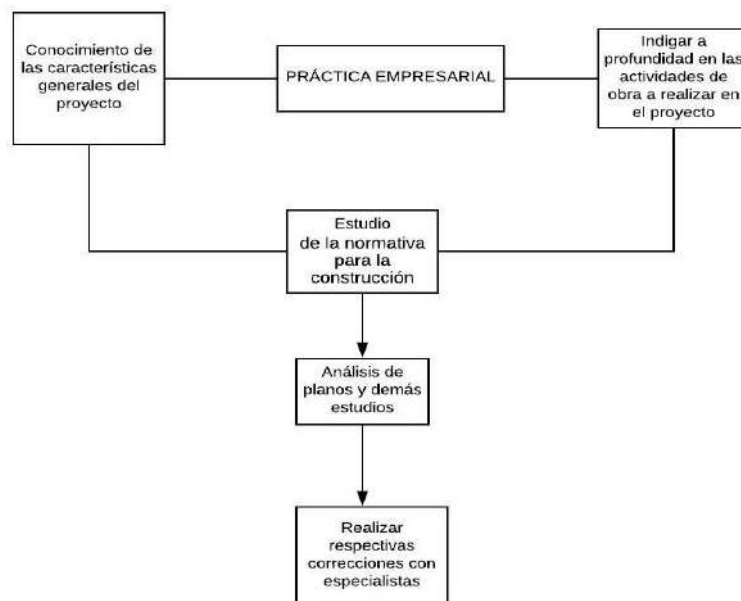 Conocimiento de
las características
generales del
proyecto
PRÁCTICA EMPRESARIAL
Indigar a
profundidad en las
actividades de
obra a realizar en
el proyecto
Estudio
de la normativa
para la
construcción
Análisis de
planos y demás
estudios
Realizar
respectivas
correcciones con
especialistas